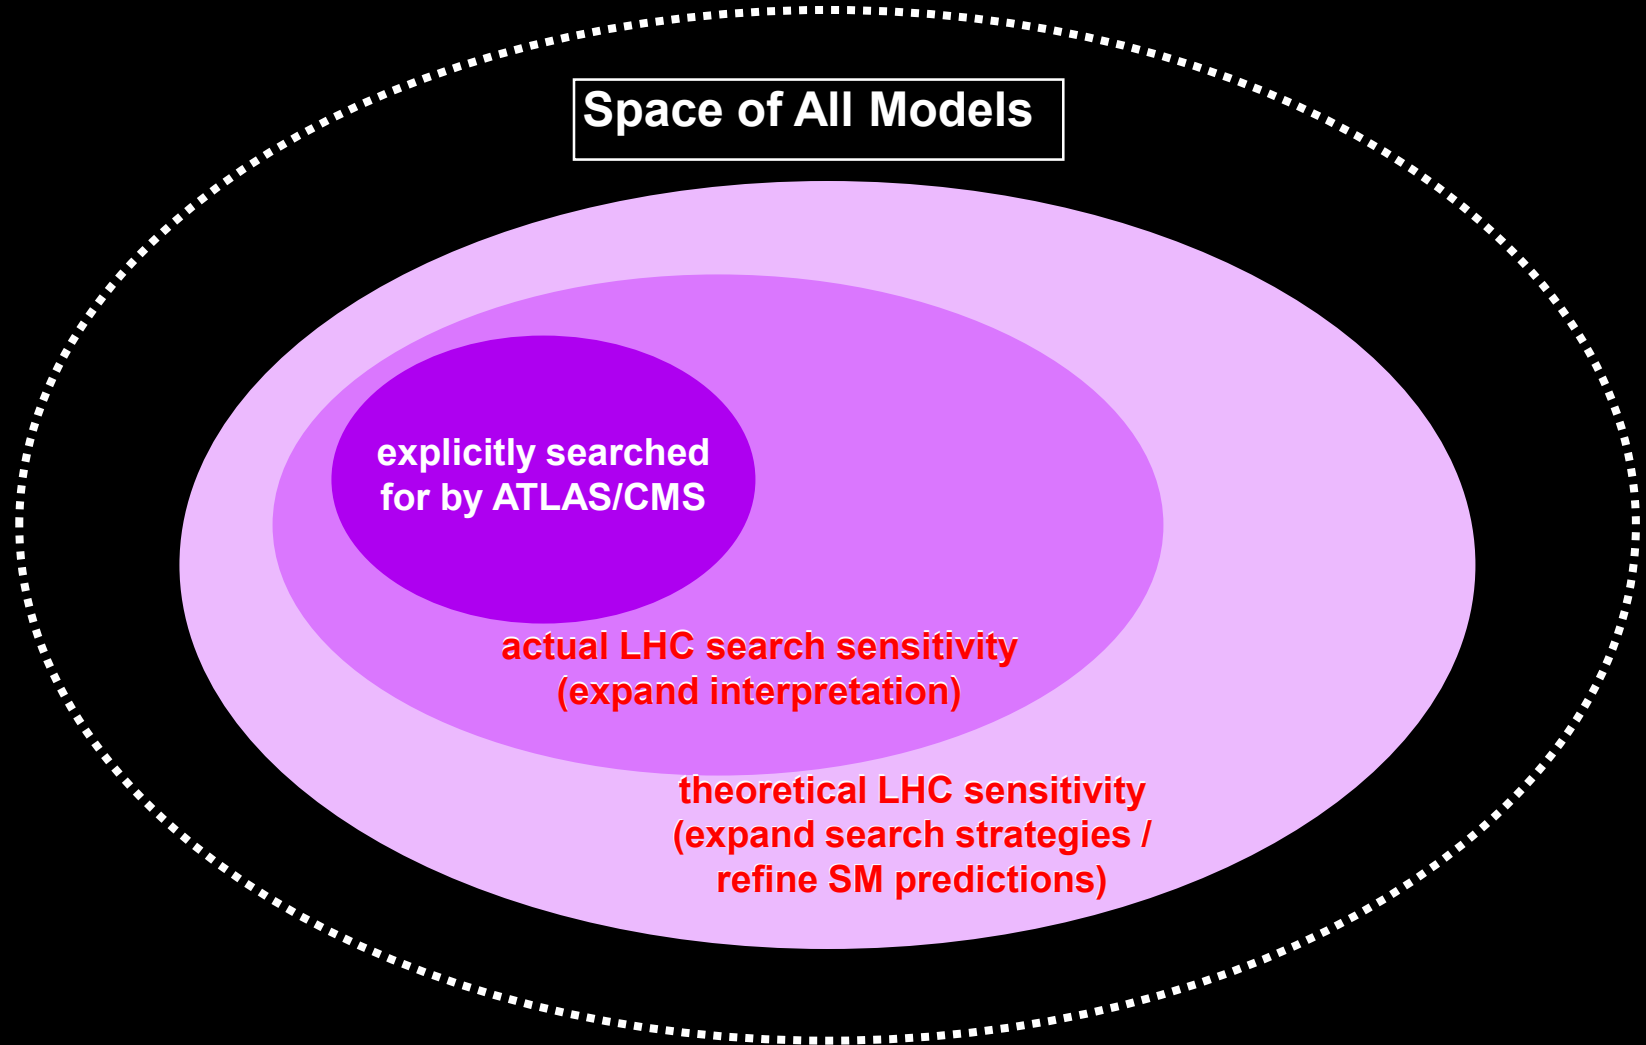 Space of All Models
explicitly searched
for by ATLAS/CMS
actual LHC search sensitivity
(expand interpretation)
theoretical LHC sensitivity
(expand search strategies /
refine SM predictions)